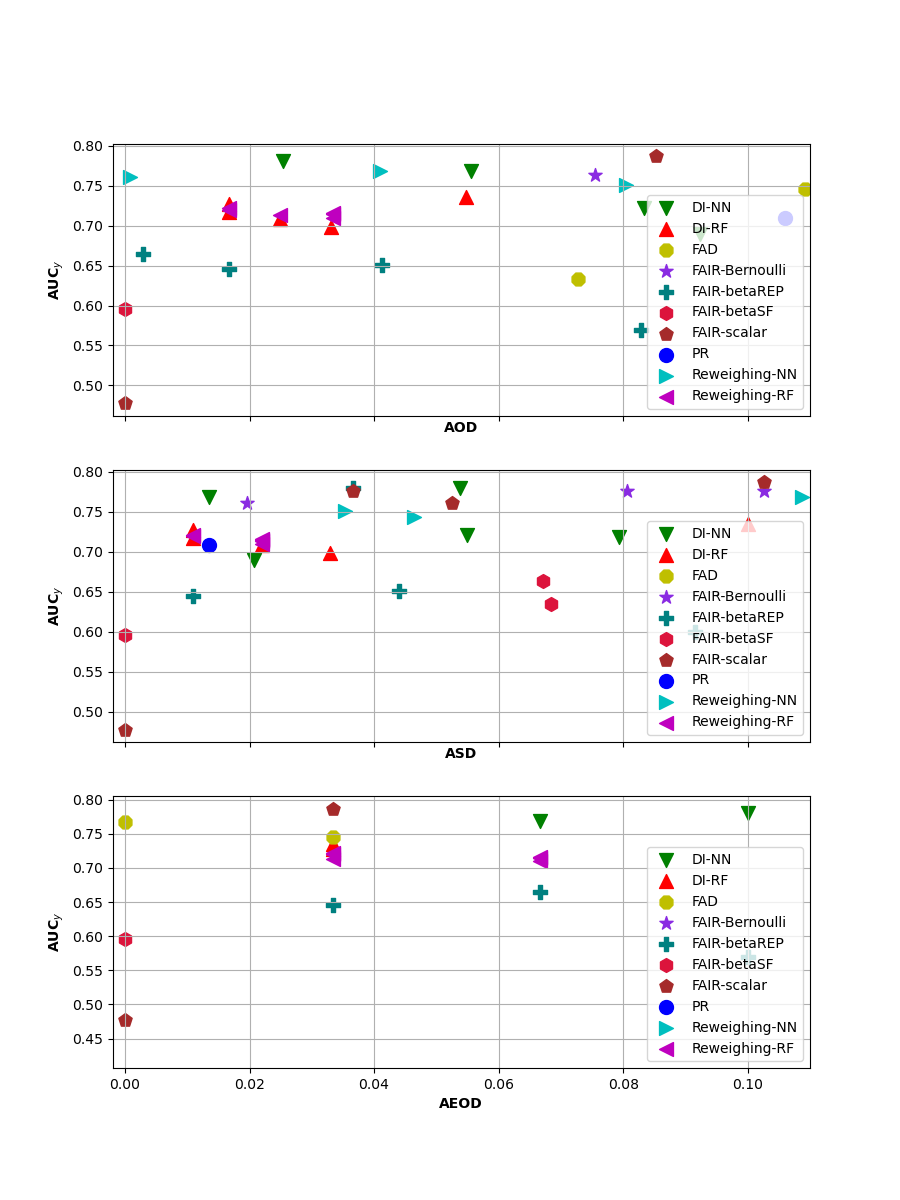 0.80
0.75
0.70
0.65
0.60
0.55
0.50
AUCy
DI-NN
DI-RF
FAD
FAIR-Bernoulli
FAIR-betaREP
FAIR-betaSF
FAIR-scalar
PR
Reweighing-NN
Reweighing-RF
AOD
0.80
0.75
0.70
0.65
0.60
0.55
0.50
AUCy
DI-NN
DI-RF
FAD
FAIR-Bernoulli
FAIR-betaREP
FAIR-betaSF
FAIR-scalar
PR
Reweighing-NN
Reweighing-RF
ASD
0.80
0.75
0.70
0.65
0.60
0.55
0.50
0.45
AUCy
DI-NN
DI-RF
FAD
FAIR-Bernoulli
FAIR-betaREP
FAIR-betaSF
FAIR-scalar
PR
Reweighing-NN
Reweighing-RF
0.00 0.02 0.04 0.06 0.08 0.10
AEOD